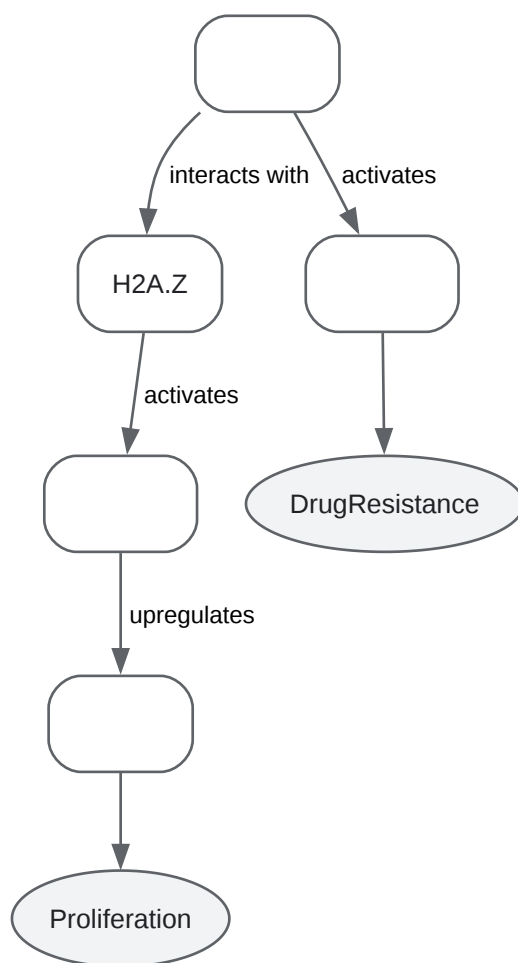 interacts with
activates
H2A.Z
activates
DrugResistance
upregulates
Proliferation